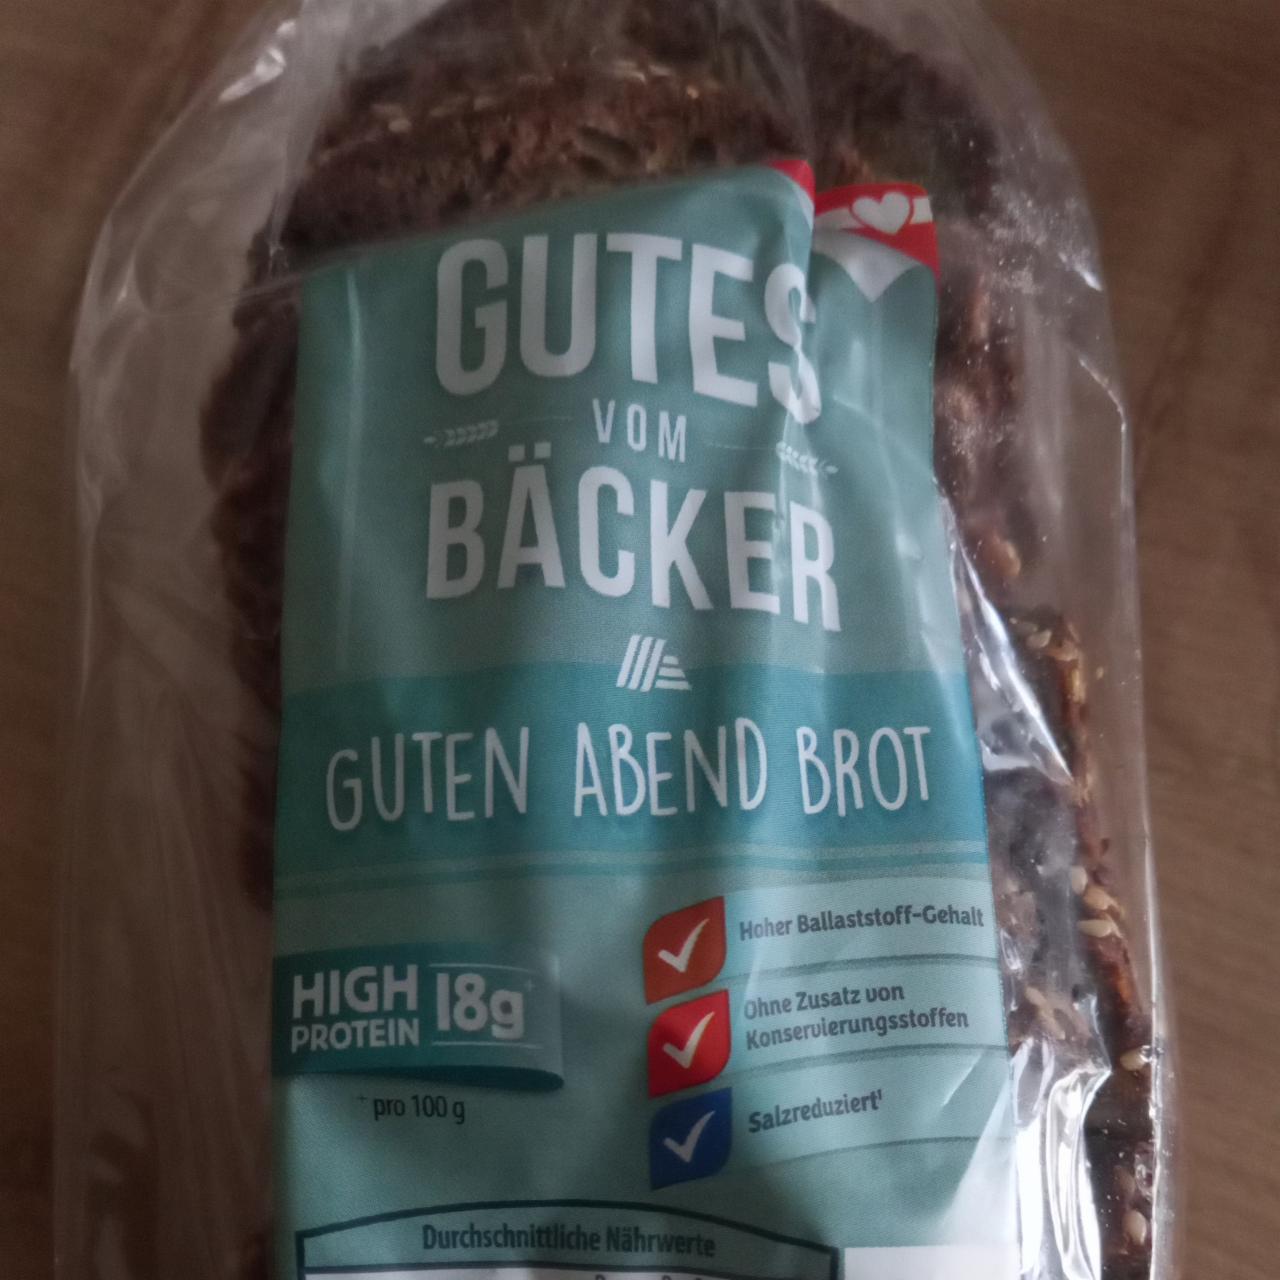 GUTES
VOM
BÄCKER
GUTEN ABEND BROT
HIGH
PROTEIN
18g⁺
⁺ pro 100 g
Hoher Ballaststoff-Gehalt
Ohne Zusatz von
Konservierungsstoffen
Salzreduziert¹
Durchschnittliche Nährwerte